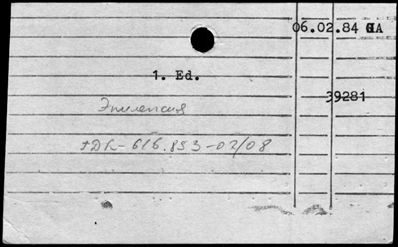 06.02.84 GA
1. Ed.
39281
Эпилепсия
УДК-616.853-02/08